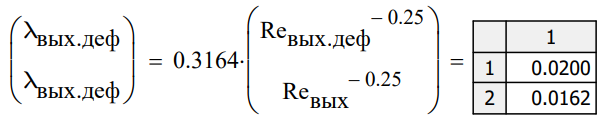 (λвых.деф
λвых.деф) = 0.3164·(Reвых.деф^−0.25
Reвых^−0.25) =
1
1 0.0200
2 0.0162